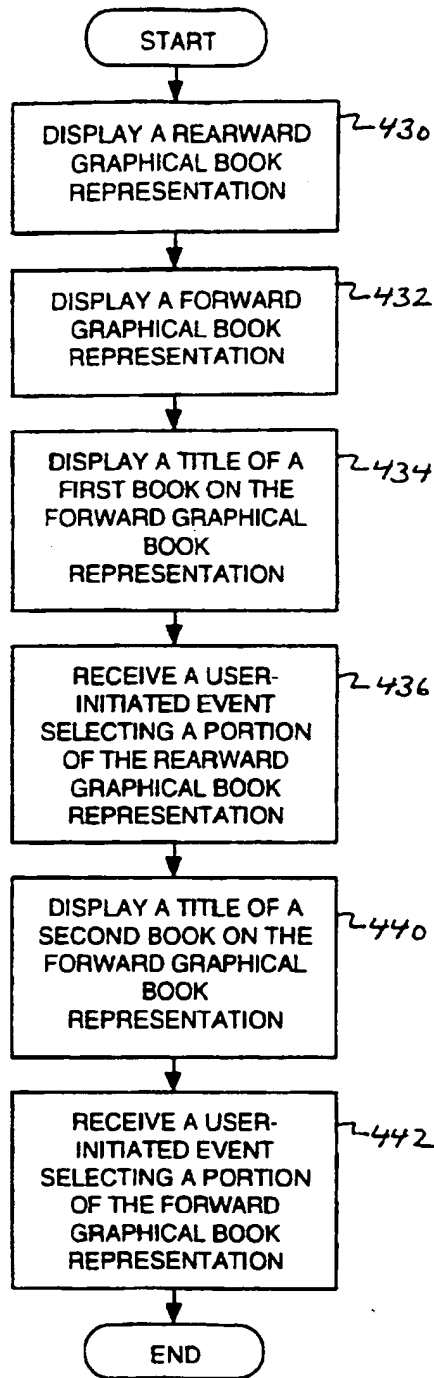 START
DISPLAY A REARWARD
GRAPHICAL BOOK
REPRESENTATION
430
DISPLAY A FORWARD
GRAPHICAL BOOK
REPRESENTATION
432
DISPLAY A TITLE OF A
FIRST BOOK ON THE
FORWARD GRAPHICAL
BOOK
REPRESENTATION
434
RECEIVE A USER-
INITIATED EVENT
SELECTING A PORTION
OF THE REARWARD
GRAPHICAL BOOK
REPRESENTATION
436
DISPLAY A TITLE OF A
SECOND BOOK ON THE
FORWARD GRAPHICAL
BOOK
REPRESENTATION
440
RECEIVE A USER-
INITIATED EVENT
SELECTING A PORTION
OF THE FORWARD
GRAPHICAL BOOK
REPRESENTATION
442
END